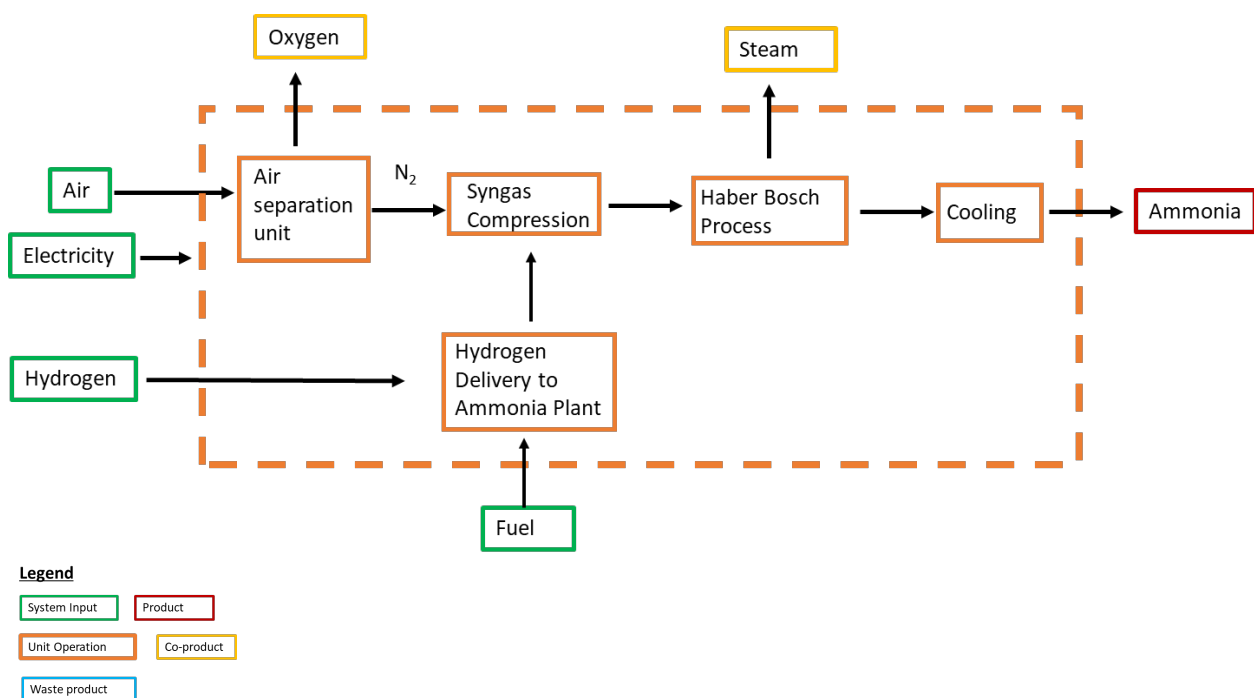 Oxygen
Steam
Air
Air
separation
unit
N₂
Syngas
Compression
Haber Bosch
Process
Cooling
Ammonia
Electricity
Hydrogen
Hydrogen
Delivery to
Ammonia Plant
Fuel
Legend
System Input
Product
Unit Operation
Co-product
Waste product